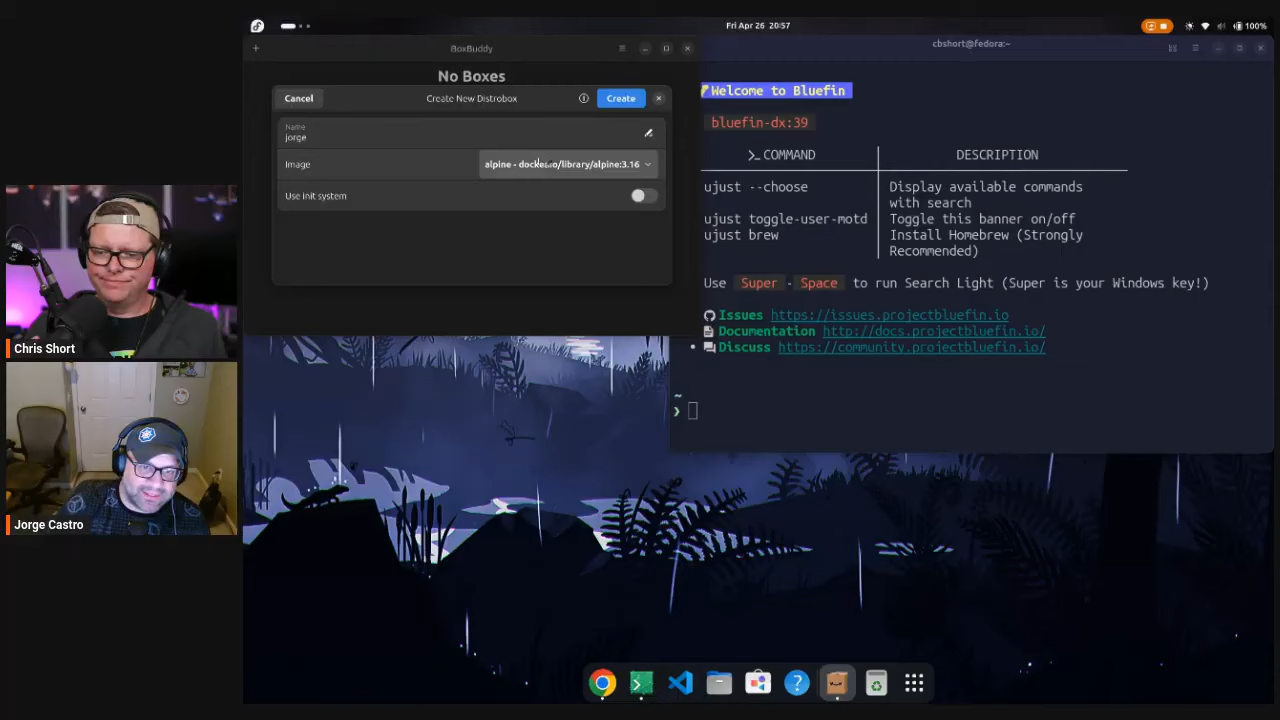 Fri Apr 26 20:57
100%
BoxBuddy
No Boxes
Cancel
Create New Distrobox
Create
Name
jorge
Image
alpine - docker.io/library/alpine:3.16
Use init system
cbshort@fedora:~
Welcome to Bluefin
bluefin-dx:39
COMMAND DESCRIPTION
ujust --choose Display available commands
with search
ujust toggle-user-motd Toggle this banner on/off
ujust brew Install Homebrew (Strongly
Recommended)
Use Super - Space to run Search Light (Super is your Windows key!)
Issues https://issues.projectbluefin.io
Documentation http://docs.projectbluefin.io/
Discuss https://community.projectbluefin.io/
~
❯
Chris Short
Jorge Castro